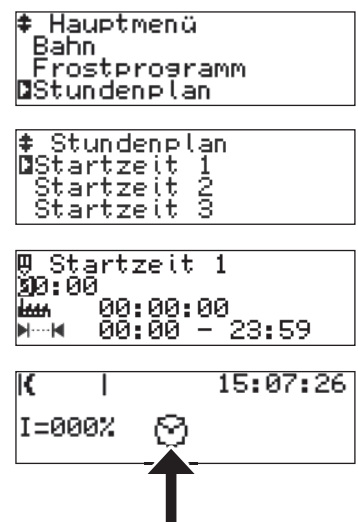 Hauptmenü
Bahn
Frostprogramm
Stundenplan
Stundenplan
Startzeit 1
Startzeit 2
Startzeit 3
Startzeit 1
00:00
00:00:00
00:00 - 23:59
15:07:26
I=000%